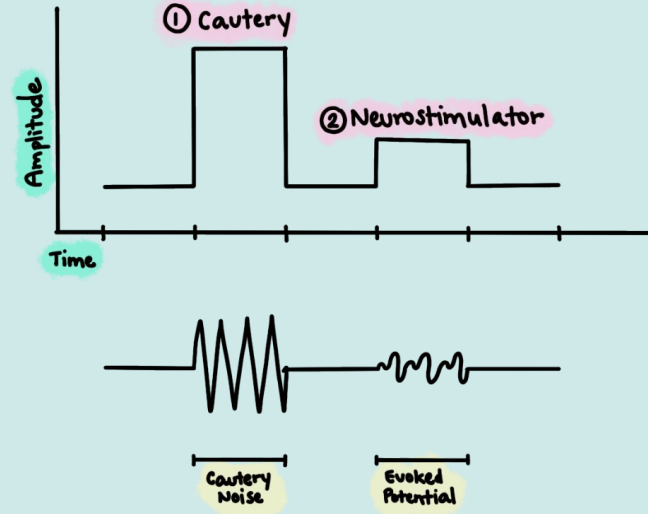 ① Cautery
② Neurostimulator
Amplitude
Time
Cautery
Noise
Evoked
Potential